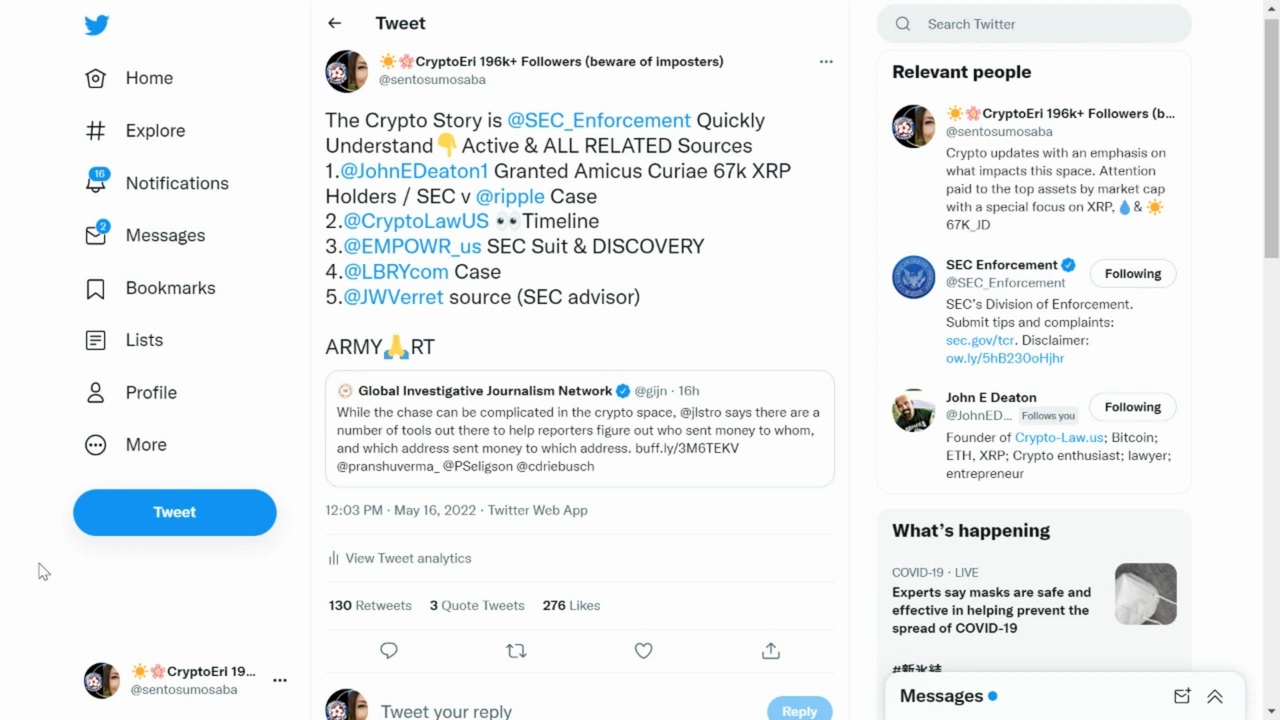 Home
Explore
16
Notifications
2
Messages
Bookmarks
Lists
Profile
More
Tweet
☀️🌸CryptoEri 19...
@sentosumosaba
Tweet
☀️🌸CryptoEri 196k+ Followers (beware of imposters)
@sentosumosaba
The Crypto Story is @SEC_Enforcement Quickly
Understand👇Active & ALL RELATED Sources
1.@JohnEDeaton1 Granted Amicus Curiae 67k XRP
Holders / SEC v @ripple Case
2.@CryptoLawUS 👀Timeline
3.@EMPOWR_us SEC Suit & DISCOVERY
4.@LBRYcom Case
5.@JWVerret source (SEC advisor)
ARMY🙏RT
Global Investigative Journalism Network @gijn · 16h
While the chase can be complicated in the crypto space, @jlstro says there are a
number of tools out there to help reporters figure out who sent money to whom,
and which address sent money to which address. buff.ly/3M6TEKV
@pranshuverma_ @PSeligson @cdriebusch
12:03 PM · May 16, 2022 · Twitter Web App
View Tweet analytics
130 Retweets 3 Quote Tweets 276 Likes
Tweet your reply
Reply
Search Twitter
Relevant people
☀️🌸CryptoEri 196k+ Followers (b...
@sentosumosaba
Crypto updates with an emphasis on
what impacts this space. Attention
paid to the top assets by market cap
with a special focus on XRP,💧& ☀️
67K_JD
SEC Enforcement
@SEC_Enforcement
Following
SEC's Division of Enforcement.
Submit tips and complaints:
sec.gov/tcr. Disclaimer:
ow.ly/5hB230oHjhr
John E Deaton
@JohnED... Follows you
Following
Founder of Crypto-Law.us; Bitcoin;
ETH, XRP; Crypto enthusiast; lawyer;
entrepreneur
What's happening
COVID-19 · LIVE
Experts say masks are safe and
effective in helping prevent the
spread of COVID-19
#新氷結
Messages